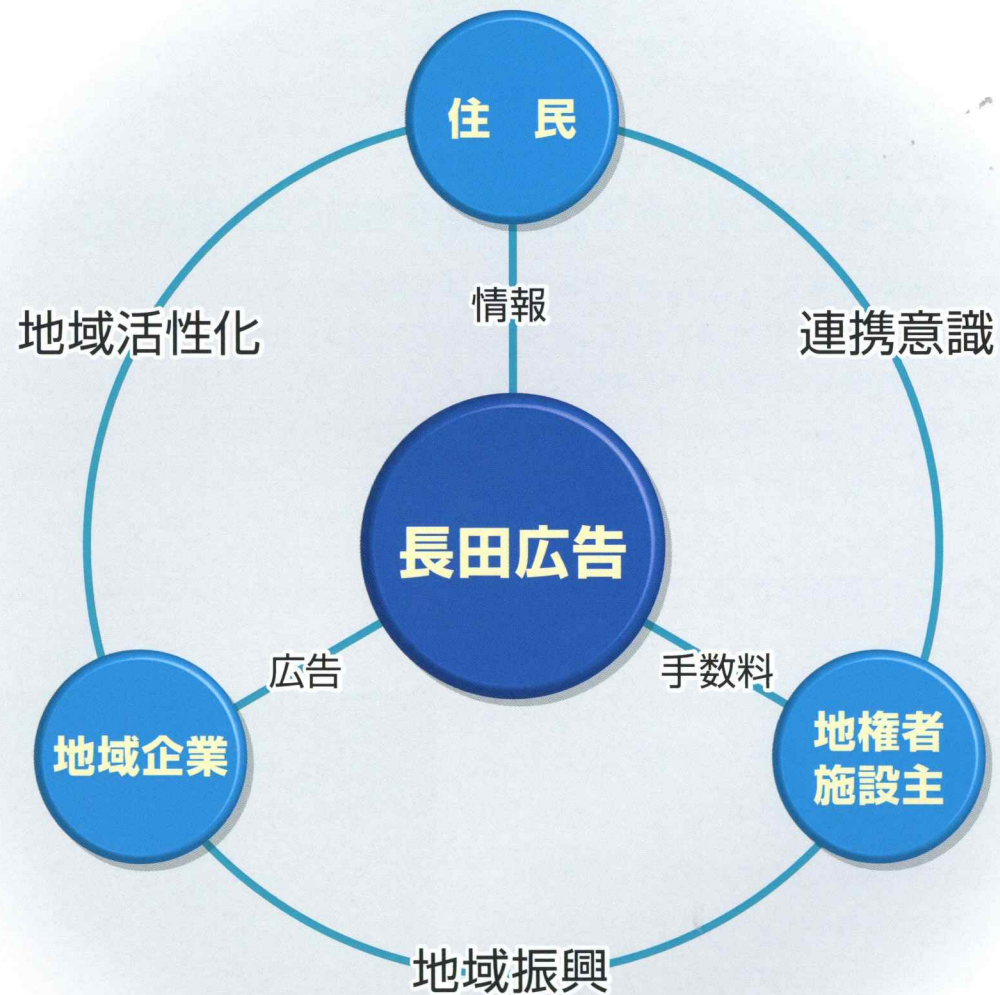 住 民
情報
地域活性化
連携意識
長田広告
広告
手数料
地域企業
地権者
施設主
地域振興